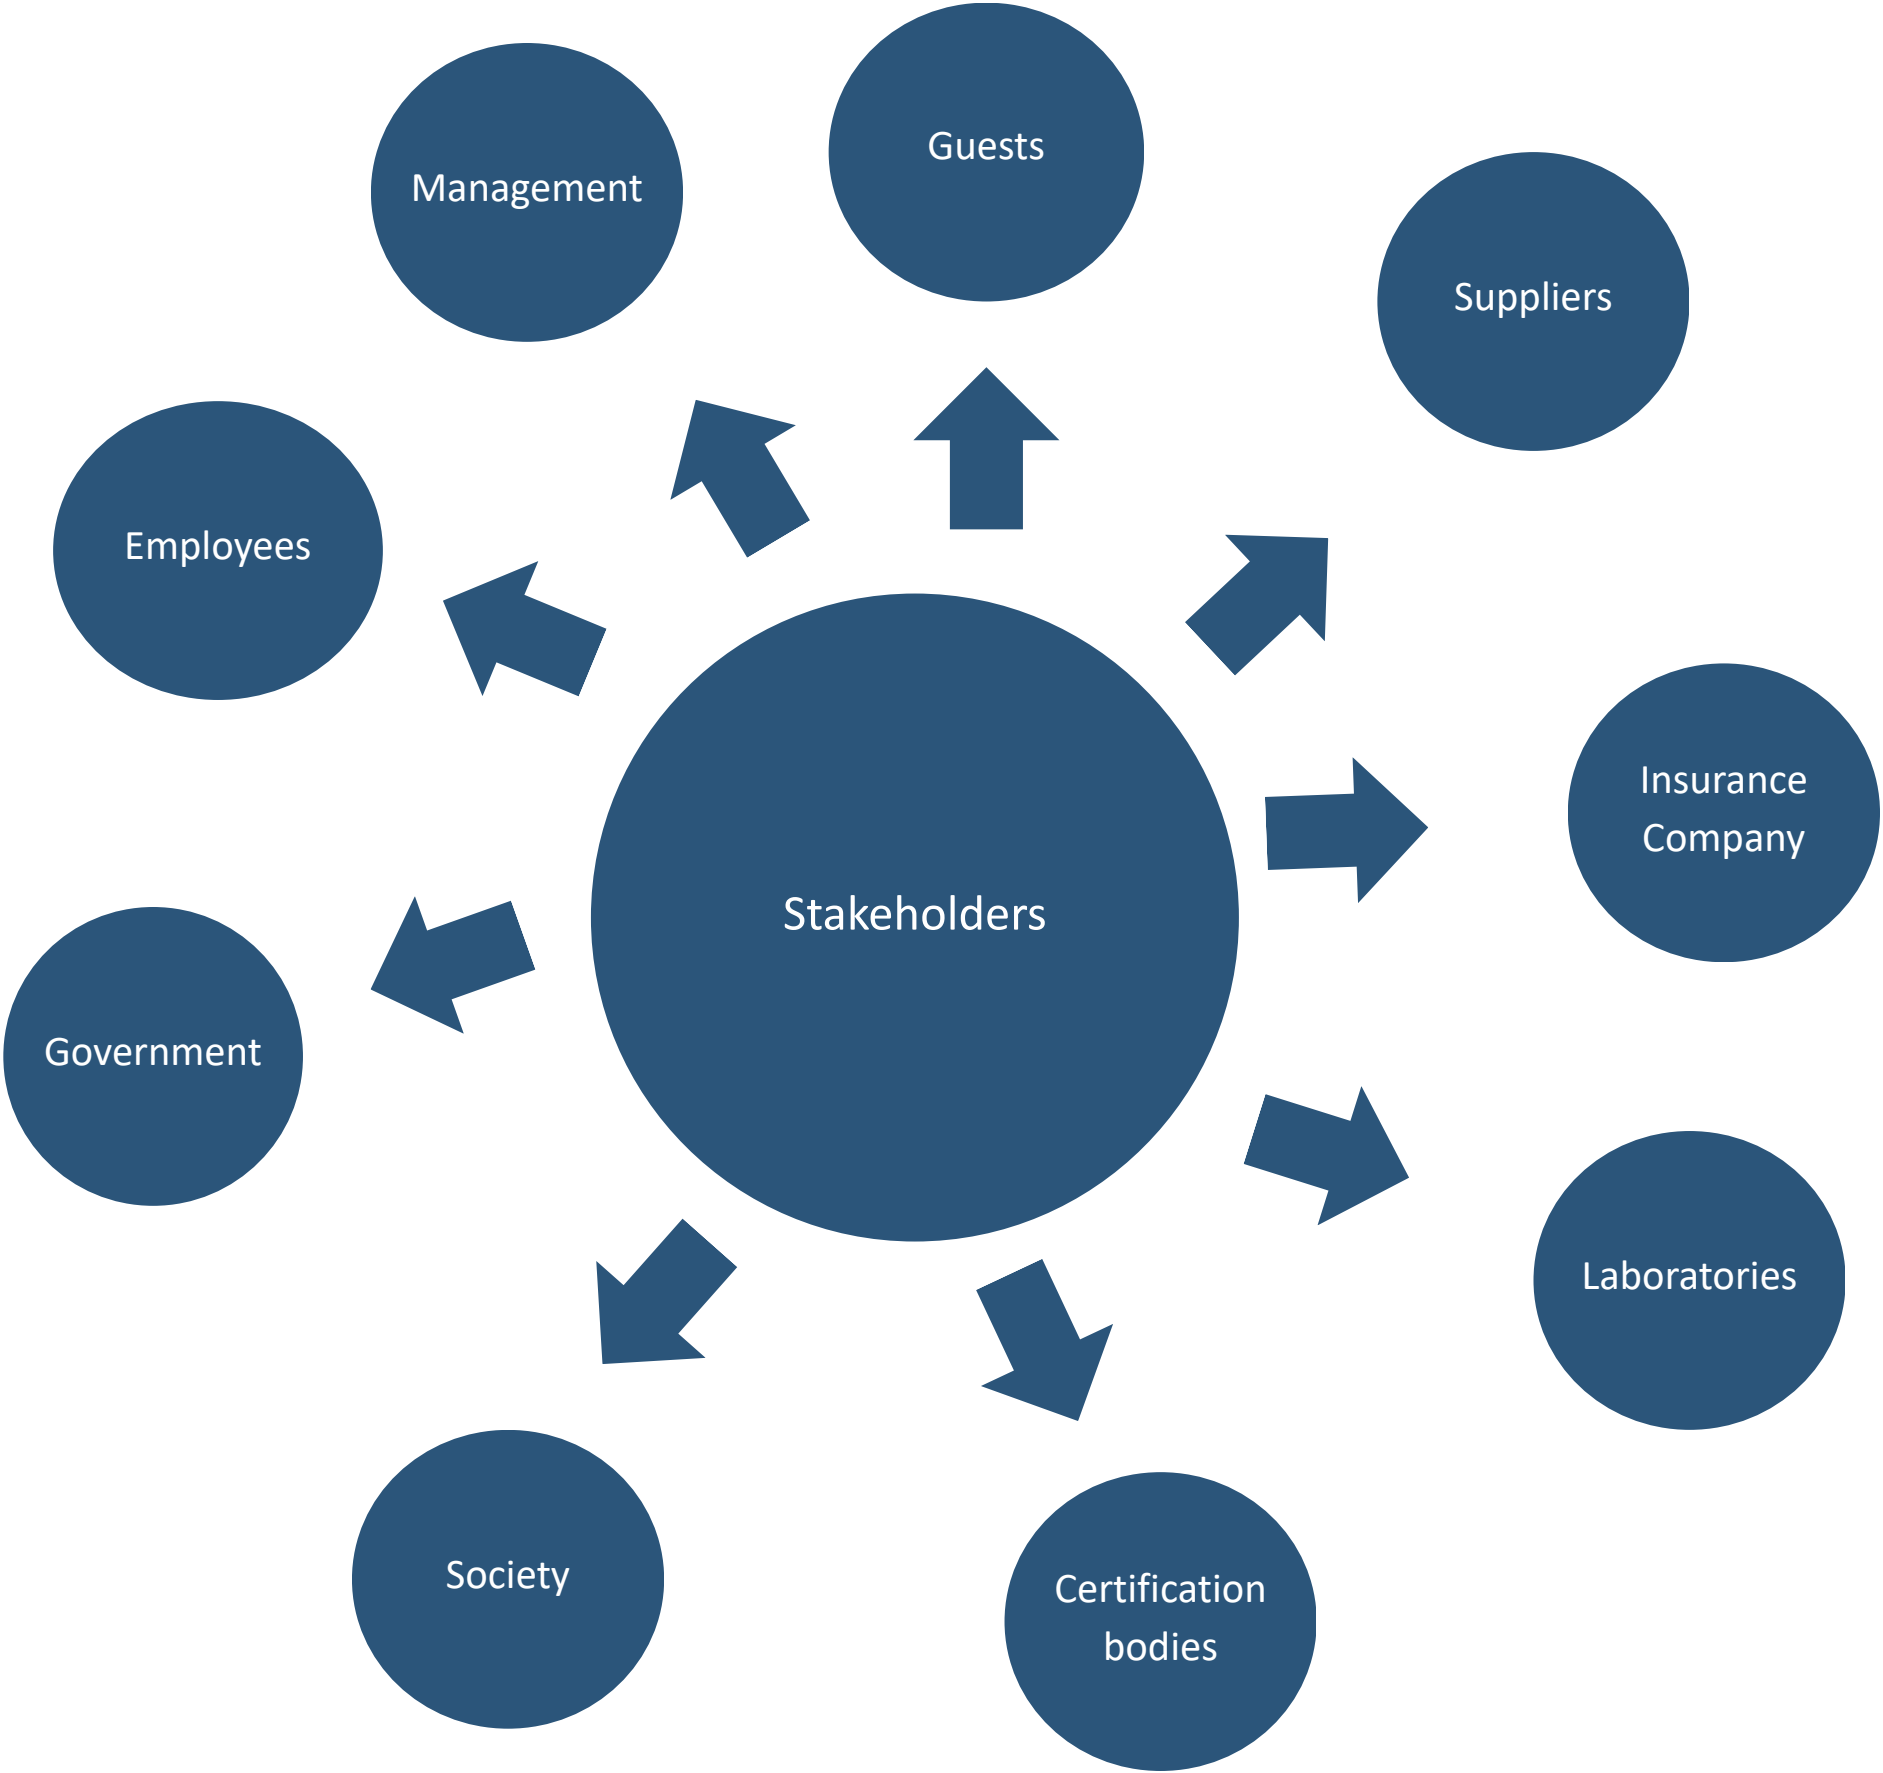 Guests
Management
Suppliers
Employees
Insurance
Company
Stakeholders
Government
Laboratories
Society
Certification
bodies